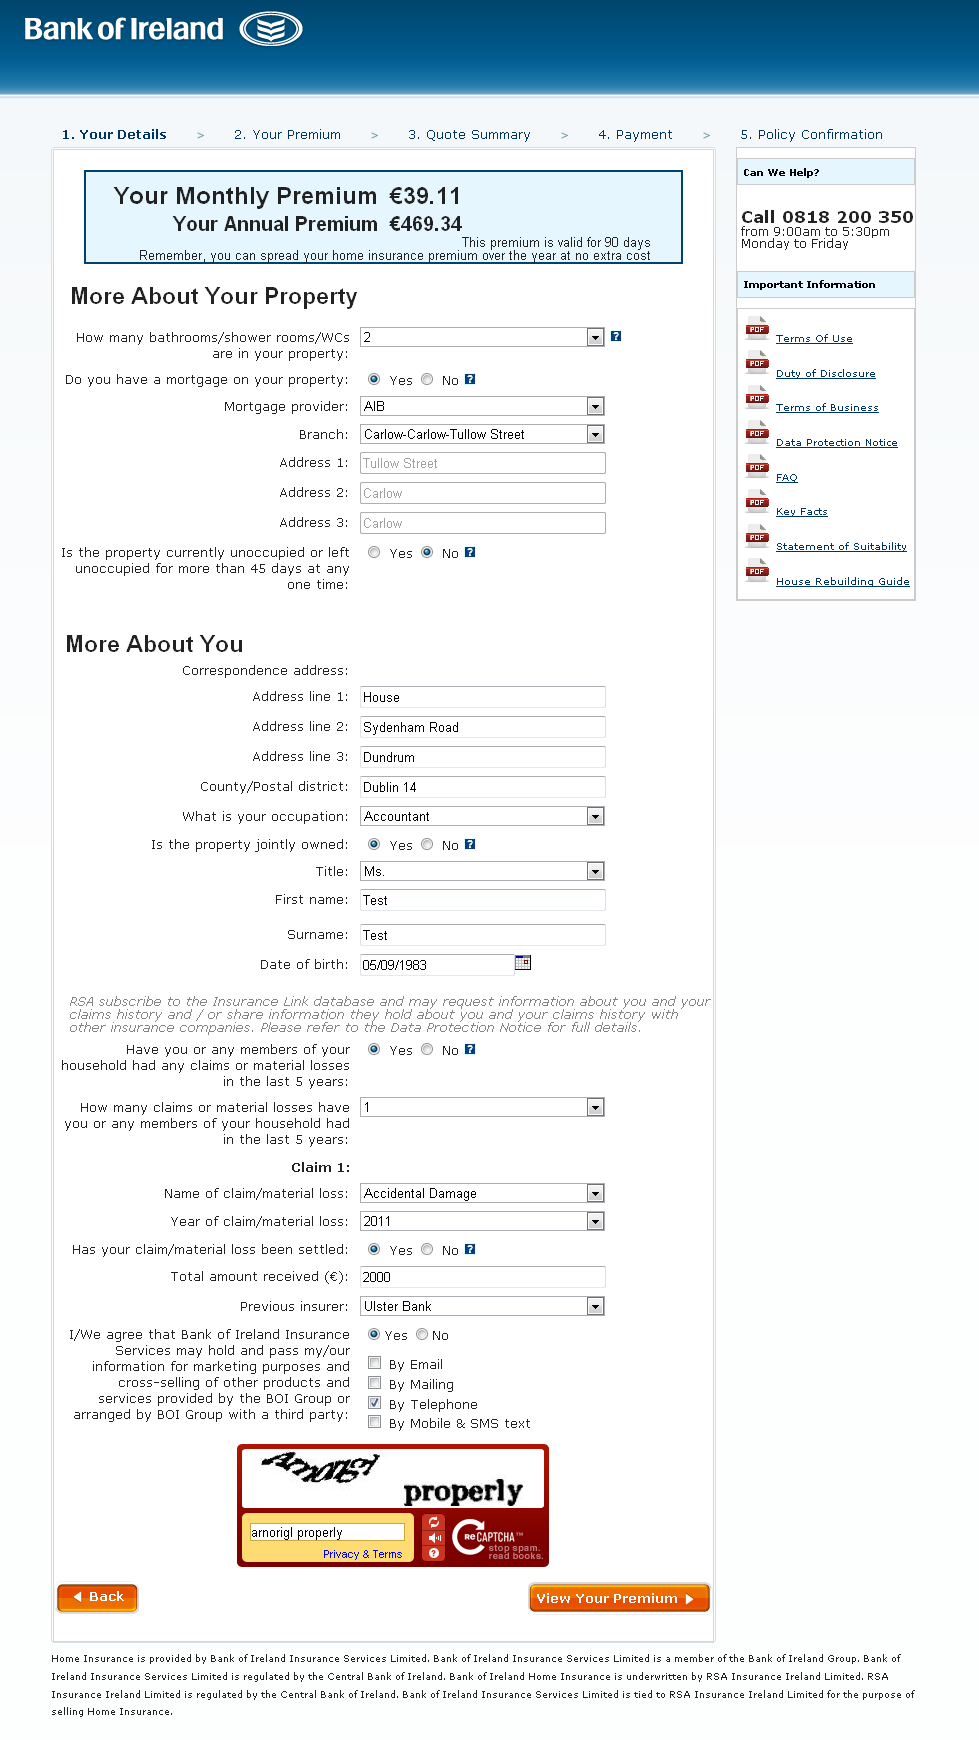 Bank of Ireland
1. Your Details > 2. Your Premium > 3. Quote Summary > 4. Payment > 5. Policy Confirmation
Your Monthly Premium €39.11
Your Annual Premium €469.34
This premium is valid for 90 days
Remember, you can spread your home insurance premium over the year at no extra cost
Can We Help?
Call 0818 200 350
from 9:00am to 5:30pm
Monday to Friday
Important Information
PDF Terms Of Use
PDF Duty of Disclosure
PDF Terms of Business
PDF Data Protection Notice
PDF FAQ
PDF Key Facts
PDF Statement of Suitability
PDF House Rebuilding Guide
More About Your Property
How many bathrooms/shower rooms/WCs 2 ?
are in your property:
Do you have a mortgage on your property: Yes No ?
Mortgage provider: AIB
Branch: Carlow-Carlow-Tullow Street
Address 1: Tullow Street
Address 2: Carlow
Address 3: Carlow
Is the property currently unoccupied or left Yes No ?
unoccupied for more than 45 days at any
one time:
More About You
Correspondence address:
Address line 1: House
Address line 2: Sydenham Road
Address line 3: Dundrum
County/Postal district: Dublin 14
What is your occupation: Accountant
Is the property jointly owned: Yes No ?
Title: Ms.
First name: Test
Surname: Test
Date of birth: 05/09/1983
RSA subscribe to the Insurance Link database and may request information about you and your
claims history and / or share information they hold about you and your claims history with
other insurance companies. Please refer to the Data Protection Notice for full details.
Have you or any members of your Yes No ?
household had any claims or material losses
in the last 5 years:
How many claims or material losses have 1
you or any members of your household had
in the last 5 years:
Claim 1:
Name of claim/material loss: Accidental Damage
Year of claim/material loss: 2011
Has your claim/material loss been settled: Yes No ?
Total amount received (€): 2000
Previous insurer: Ulster Bank
I/We agree that Bank of Ireland Insurance Yes No
Services may hold and pass my/our
information for marketing purposes and
cross-selling of other products and
services provided by the BOI Group or
arranged by BOI Group with a third party:
By Email
By Mailing
By Telephone
By Mobile & SMS text
properly
arnorigl properly
Privacy & Terms
?
reCAPTCHA™
stop spam.
read books.
Back
View Your Premium
Home Insurance is provided by Bank of Ireland Insurance Services Limited. Bank of Ireland Insurance Services Limited is a member of the Bank of Ireland Group. Bank of
Ireland Insurance Services Limited is regulated by the Central Bank of Ireland. Bank of Ireland Home Insurance is underwritten by RSA Insurance Ireland Limited. RSA
Insurance Ireland Limited is regulated by the Central Bank of Ireland. Bank of Ireland Insurance Services Limited is tied to RSA Insurance Ireland Limited for the purpose of
selling Home Insurance.